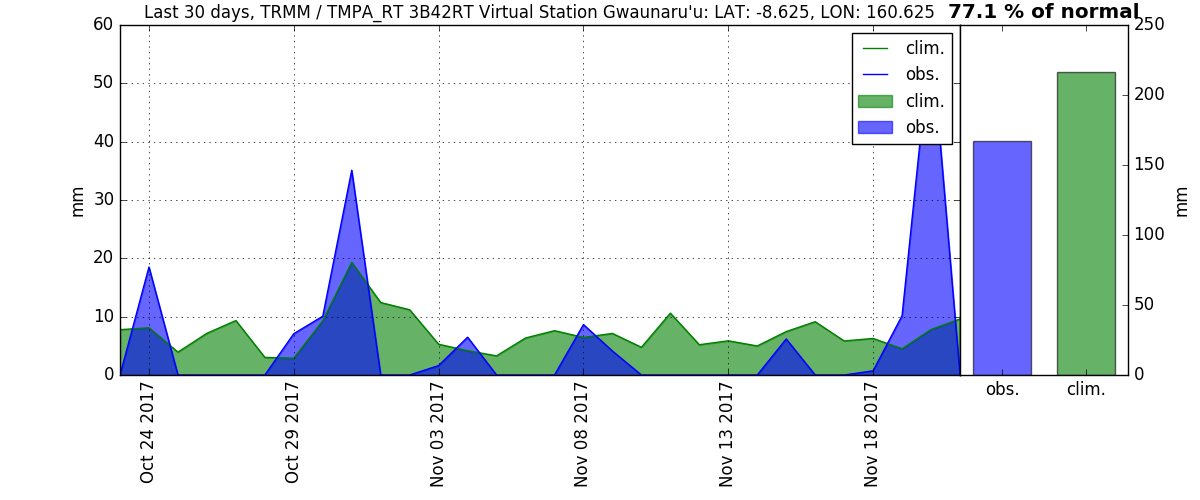 Last 30 days, TRMM / TMPA_RT 3B42RT Virtual Station Gwaunaru'u: LAT: -8.625, LON: 160.625
77.1 % of normal
60
50
40
30
20
10
0
mm
clim.
obs.
clim.
obs.
Oct 24 2017
Oct 29 2017
Nov 03 2017
Nov 08 2017
Nov 13 2017
Nov 18 2017
250
200
150
100
50
0
mm
obs.
clim.